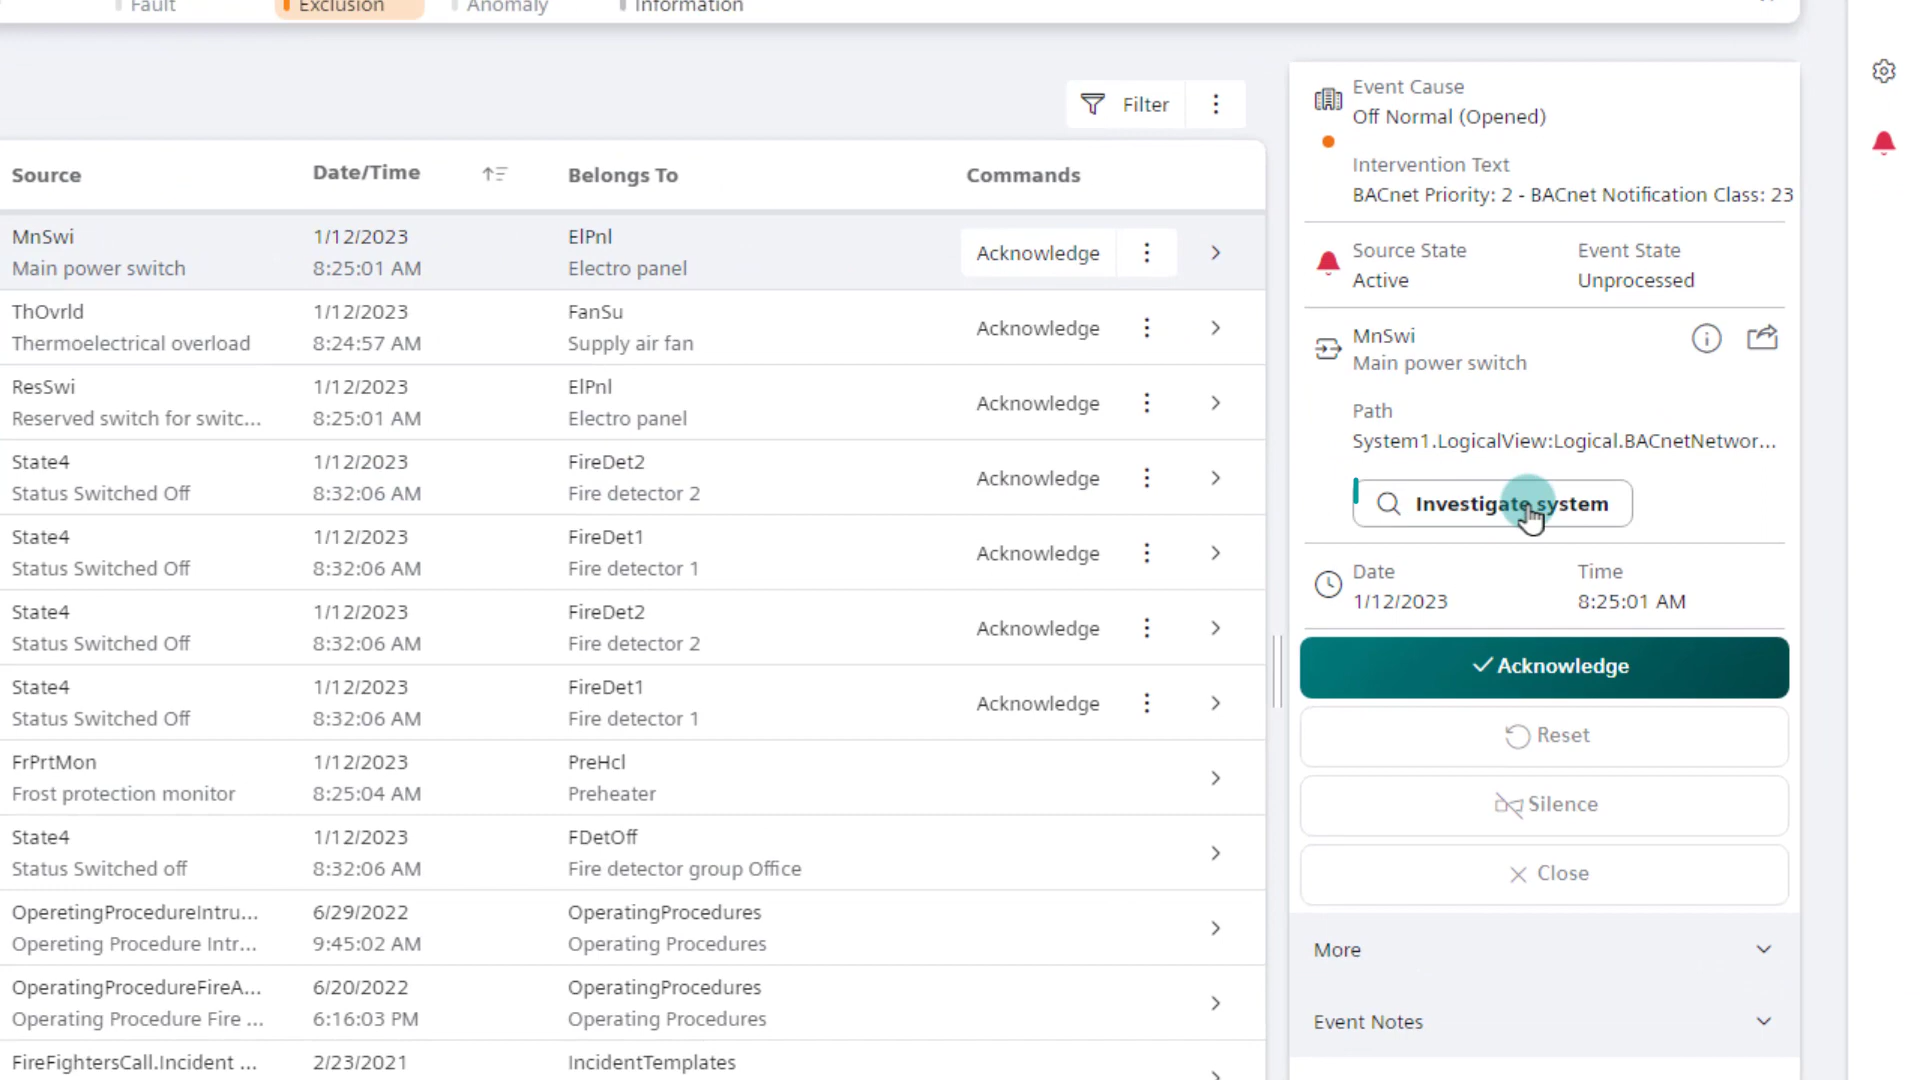 Fault
Exclusion
Anomaly
Information
Filter
Source
Date/Time
Belongs To
Commands
MnSwi
Main power switch
1/12/2023
8:25:01 AM
ElPnl
Electro panel
Acknowledge
ThOvrld
Thermoelectrical overload
1/12/2023
8:24:57 AM
FanSu
Supply air fan
Acknowledge
ResSwi
Reserved switch for switc...
1/12/2023
8:25:01 AM
ElPnl
Electro panel
Acknowledge
State4
Status Switched Off
1/12/2023
8:32:06 AM
FireDet2
Fire detector 2
Acknowledge
State4
Status Switched Off
1/12/2023
8:32:06 AM
FireDet1
Fire detector 1
Acknowledge
State4
Status Switched Off
1/12/2023
8:32:06 AM
FireDet2
Fire detector 2
Acknowledge
State4
Status Switched Off
1/12/2023
8:32:06 AM
FireDet1
Fire detector 1
Acknowledge
FrPrtMon
Frost protection monitor
1/12/2023
8:25:04 AM
PreHcl
Preheater
State4
Status Switched off
1/12/2023
8:32:06 AM
FDetOff
Fire detector group Office
OperetingProcedureIntru...
Opereting Procedure Intr...
6/29/2022
9:45:02 AM
OperatingProcedures
Operating Procedures
OperatingProcedureFireA...
Operating Procedure Fire ...
6/20/2022
6:16:03 PM
OperatingProcedures
Operating Procedures
FireFightersCall.Incident ...
2/23/2021
IncidentTemplates
Event Cause
Off Normal (Opened)
Intervention Text
BACnet Priority: 2 - BACnet Notification Class: 23
Source State
Active
Event State
Unprocessed
MnSwi
Main power switch
Path
System1.LogicalView:Logical.BACnetNetwor...
Investigate system
Date
1/12/2023
Time
8:25:01 AM
Acknowledge
Reset
Silence
Close
More
Event Notes